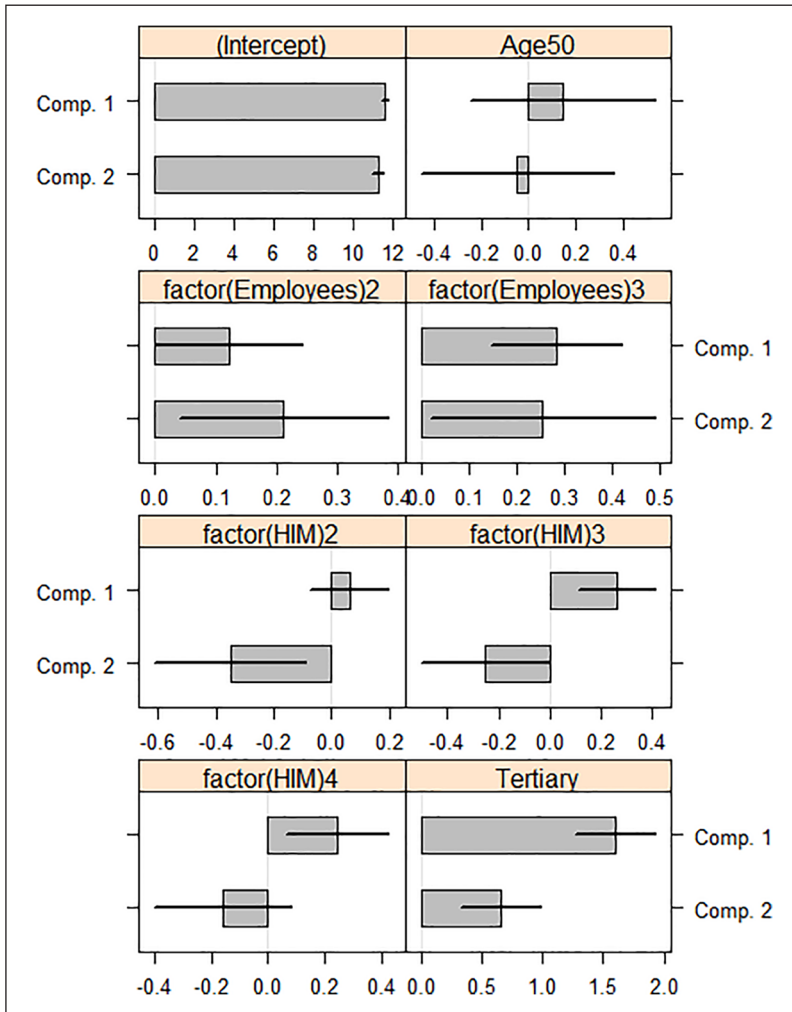 (Intercept) Age50
Comp. 1
Comp. 2
0 2 4 6 8 10 12 -0.4 -0.2 0.0 0.2 0.4
factor(Employees)2 factor(Employees)3
Comp. 1
Comp. 2
0.0 0.1 0.2 0.3 0.4 0.0 0.1 0.2 0.3 0.4 0.5
factor(HIM)2 factor(HIM)3
Comp. 1
Comp. 2
-0.6 -0.4 -0.2 0.0 0.2 -0.4 -0.2 0.0 0.2 0.4
factor(HIM)4 Tertiary
Comp. 1
Comp. 2
-0.4 -0.2 0.0 0.2 0.4 0.0 0.5 1.0 1.5 2.0